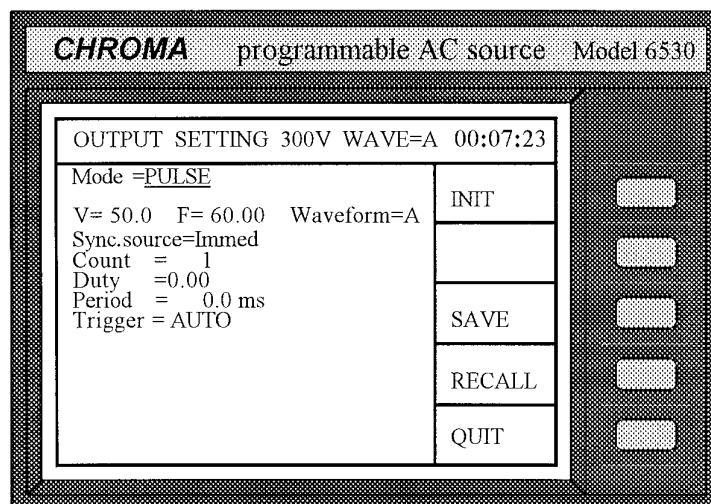 CHROMA programmable AC source Model 6530
OUTPUT SETTING 300V WAVE=A 00:07:23
Mode =PULSE
V= 50.0 F= 60.00 Waveform=A
Sync.source=Immed
Count = 1
Duty =0.00
Period = 0.0 ms
Trigger = AUTO
INIT
SAVE
RECALL
QUIT